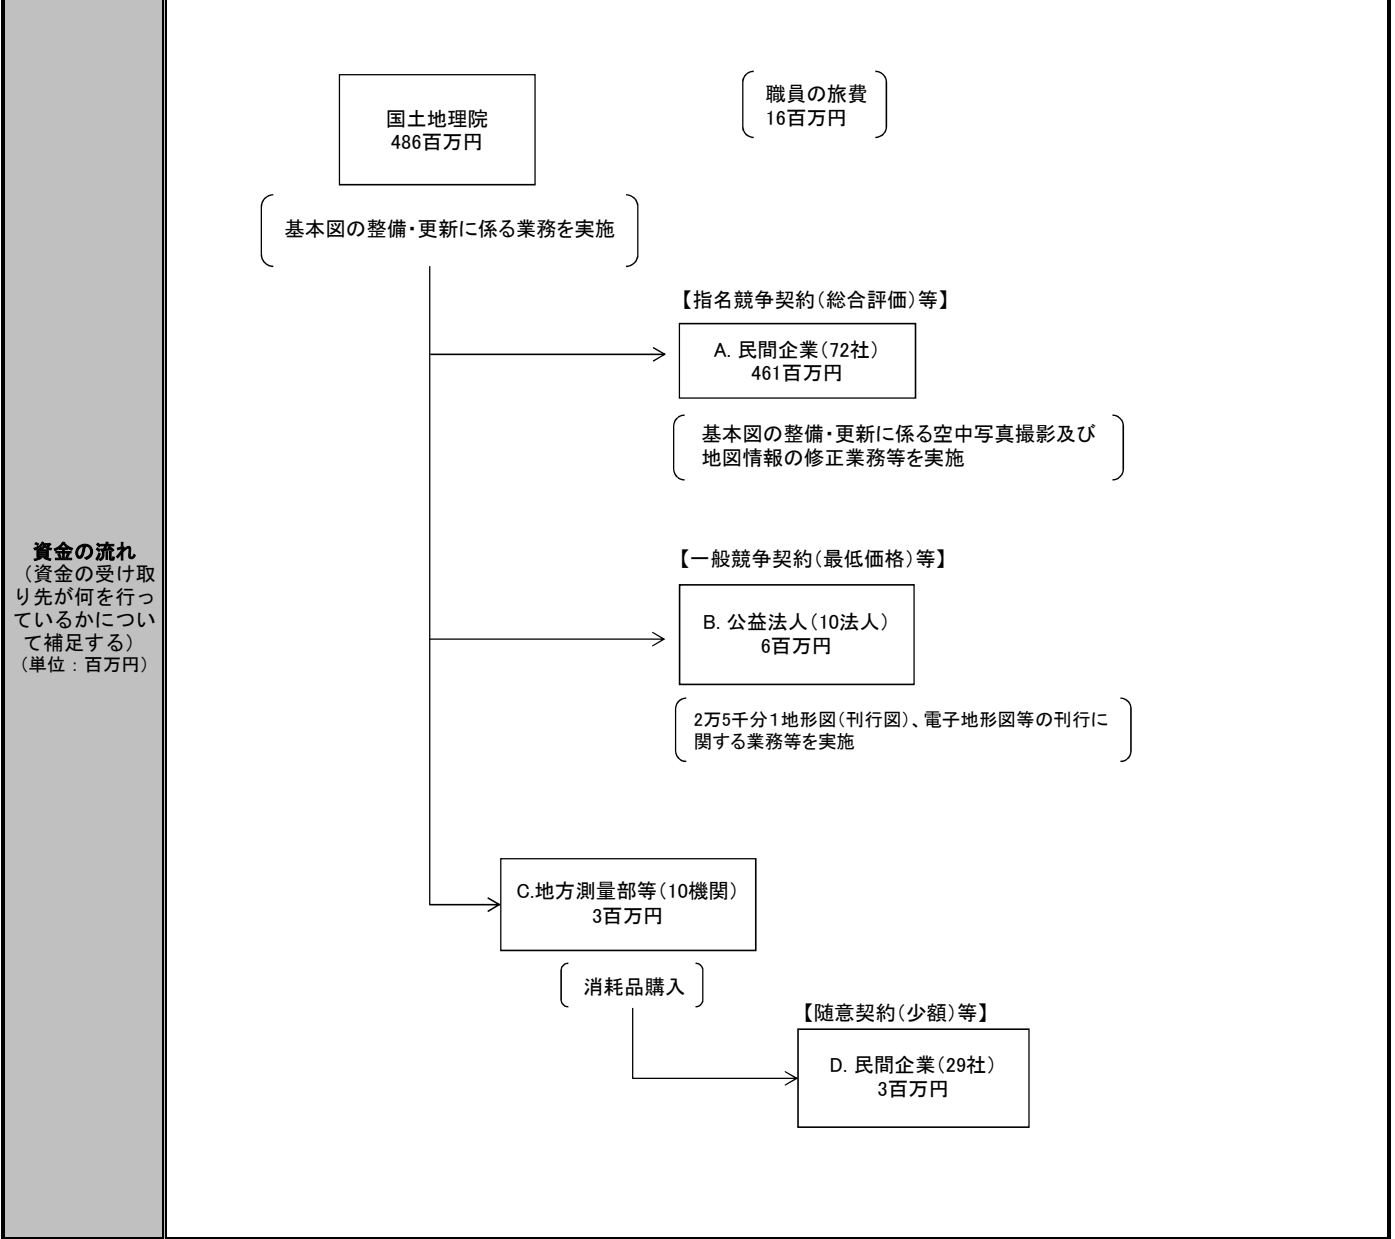 資金の流れ
（資金の受け取
り先が何を行っ
ているかについ
て補足する）
（単位：百万円）
国土地理院
486百万円
職員の旅費
16百万円
基本図の整備・更新に係る業務を実施
【指名競争契約（総合評価）等】
A. 民間企業（72社）
461百万円
基本図の整備・更新に係る空中写真撮影及び
地図情報の修正業務等を実施
【一般競争契約（最低価格）等】
B. 公益法人（10法人）
6百万円
2万5千分１地形図（刊行図）、電子地形図等の刊行に
関する業務等を実施
C.地方測量部等（10機関）
3百万円
消耗品購入
【随意契約（少額）等】
D. 民間企業（29社）
3百万円